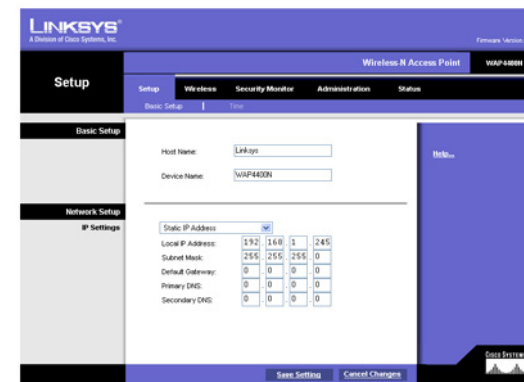 LINKSYS®
A Division of Cisco Systems, Inc.
Firmware Version
Wireless-N Access Point
WAP4400N
Setup
Setup Wireless Security Monitor Administration Status
Basic Setup | Time
Basic Setup
Host Name: Linksys
Help...
Device Name: WAP4400N
Network Setup
IP Settings
Static IP Address
Local IP Address: 192 . 168 . 1 . 245
Subnet Mask: 255 . 255 . 255 . 0
Default Gateway: 0 . 0 . 0 . 0
Primary DNS: 0 . 0 . 0 . 0
Secondary DNS: 0 . 0 . 0 . 0
Save Setting Cancel Changes
CISCO SYSTEMS